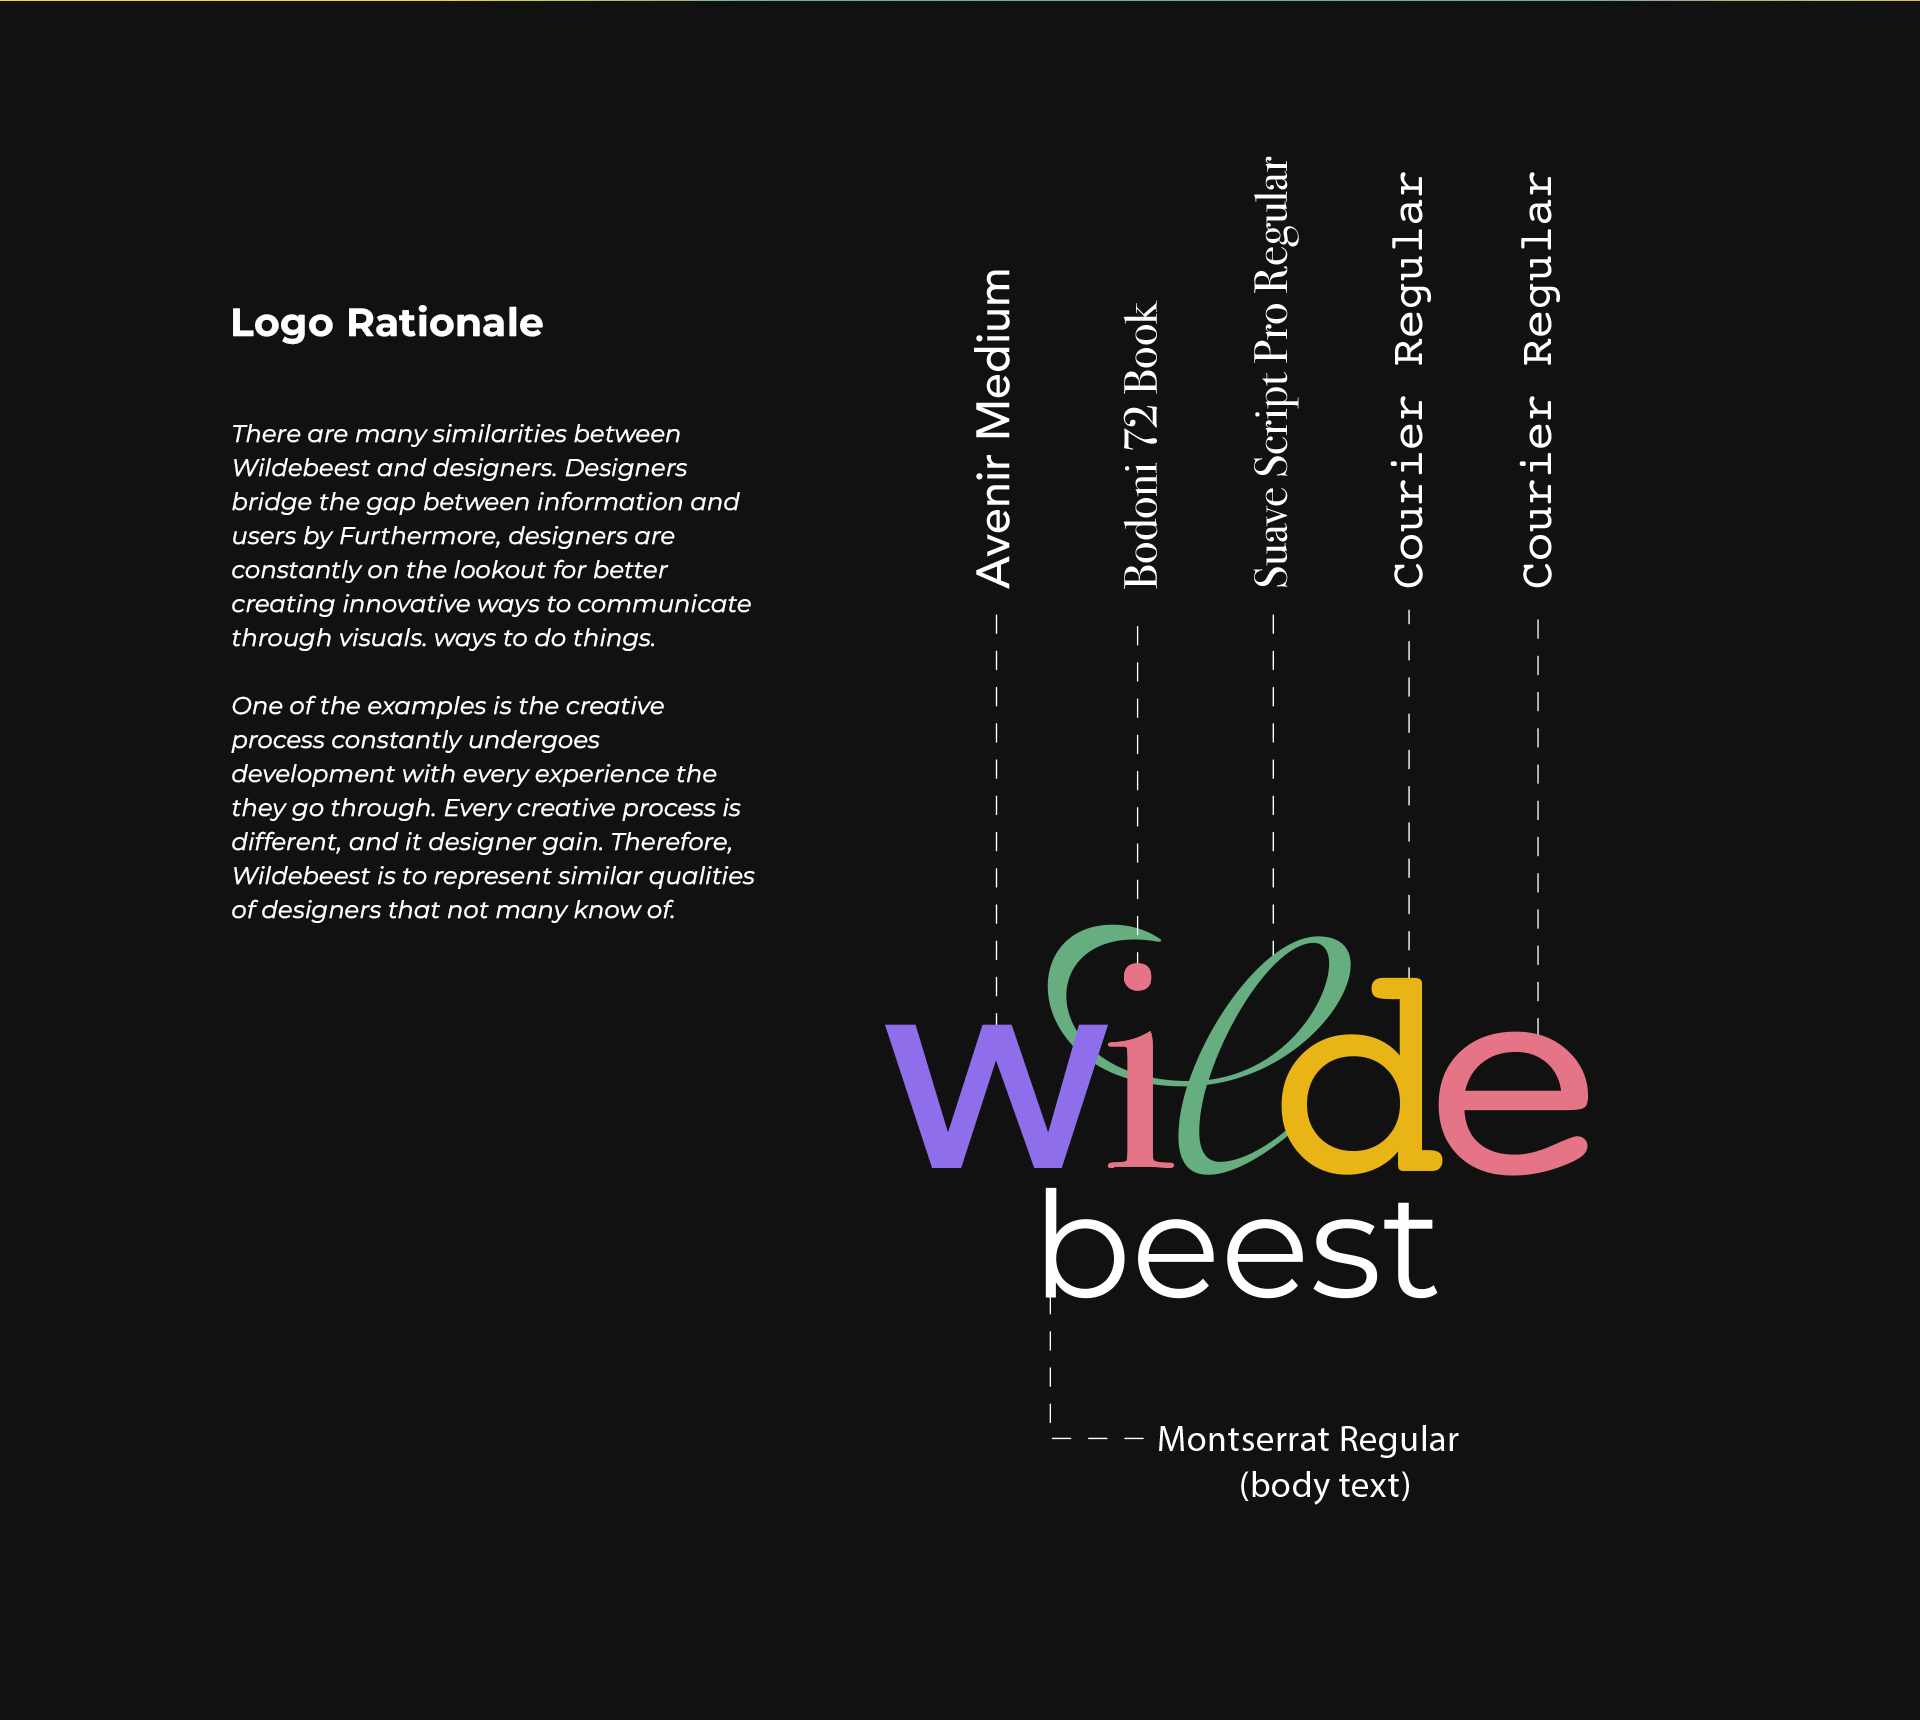 Logo Rationale
There are many similarities between
Wildebeest and designers. Designers
bridge the gap between information and
users by Furthermore, designers are
constantly on the lookout for better
creating innovative ways to communicate
through visuals. ways to do things.
One of the examples is the creative
process constantly undergoes
development with every experience the
they go through. Every creative process is
different, and it designer gain. Therefore,
Wildebeest is to represent similar qualities
of designers that not many know of.
Avenir Medium
Bodoni 72 Book
Suave Script Pro Regular
Courier Regular
Courier Regular
wilde
beest
Montserrat Regular
(body text)